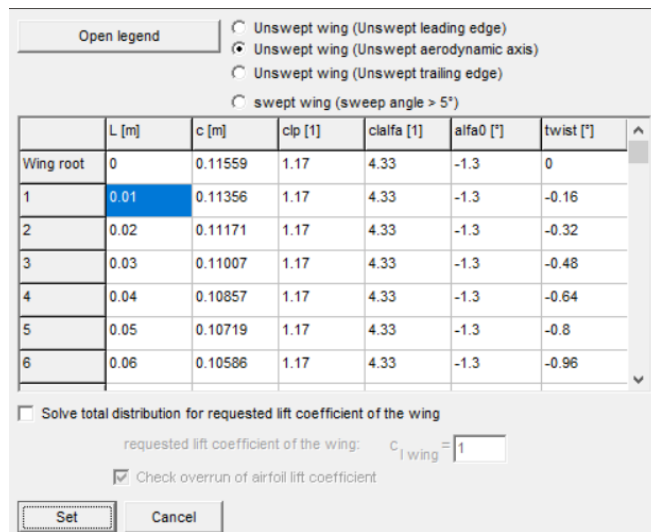 Open legend
Unswept wing (Unswept leading edge)
Unswept wing (Unswept aerodynamic axis)
Unswept wing (Unswept trailing edge)
swept wing (sweep angle > 5°)
L [m] c [m] clp [1] clalfa [1] alfa0 [°] twist [°]
Wing root 0 0.11559 1.17 4.33 -1.3 0
1 0.01 0.11356 1.17 4.33 -1.3 -0.16
2 0.02 0.11171 1.17 4.33 -1.3 -0.32
3 0.03 0.11007 1.17 4.33 -1.3 -0.48
4 0.04 0.10857 1.17 4.33 -1.3 -0.64
5 0.05 0.10719 1.17 4.33 -1.3 -0.8
6 0.06 0.10586 1.17 4.33 -1.3 -0.96
Solve total distribution for requested lift coefficient of the wing
requested lift coefficient of the wing: c l wing = 1
Check overrun of airfoil lift coefficient
Set Cancel